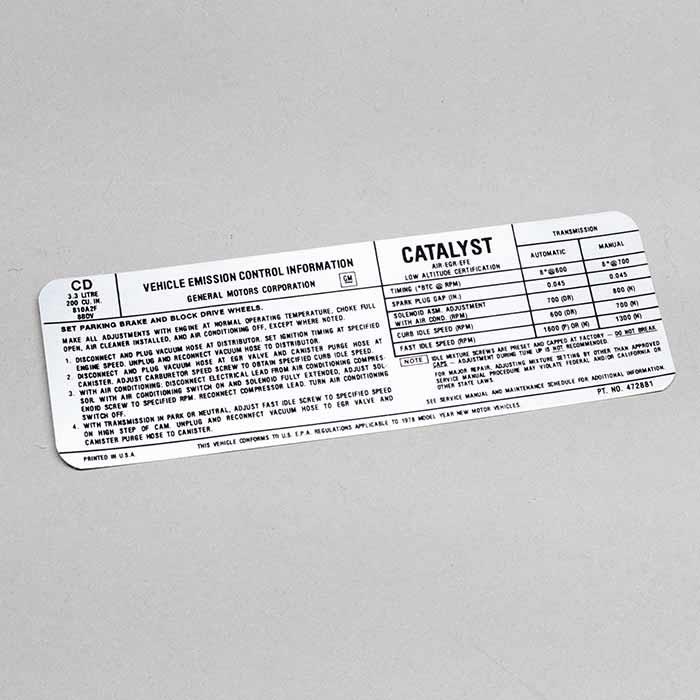 CD
3.3 LITRE
200 CU. IN.
810A2F
880V
VEHICLE EMISSION CONTROL INFORMATION
GENERAL MOTORS CORPORATION
GM
CATALYST
AIR-EGR-EFE
LOW ALTITUDE CERTIFICATION
TRANSMISSION
AUTOMATIC MANUAL
TIMING (°BTC @ RPM) 8°@600 8°@700
SPARK PLUG GAP (IN.) 0.045 0.045
SOLENOID ASM. ADJUSTMENT
WITH AIR COND. (RPM) 700 (DR) 800 (N)
CURB IDLE SPEED (RPM) 600 (DR) 700 (N)
FAST IDLE SPEED (RPM) 1600 (P) OR (N) 1300 (N)
SET PARKING BRAKE AND BLOCK DRIVE WHEELS.
MAKE ALL ADJUSTMENTS WITH ENGINE AT NORMAL OPERATING TEMPERATURE, CHOKE FULL
OPEN, AIR CLEANER INSTALLED, AND AIR CONDITIONING OFF, EXCEPT WHERE NOTED.
1. DISCONNECT AND PLUG VACUUM HOSE AT DISTRIBUTOR. SET IGNITION TIMING AT SPECIFIED
ENGINE SPEED. UNPLUG AND RECONNECT VACUUM HOSE TO DISTRIBUTOR.
2. DISCONNECT AND PLUG VACUUM HOSE AT EGR VALVE AND CANISTER PURGE HOSE AT
CANISTER. ADJUST CARBURETOR SPEED SCREW TO OBTAIN SPECIFIED CURB IDLE SPEED.
3. WITH AIR CONDITIONING: DISCONNECT ELECTRICAL LEAD FROM AIR CONDITIONING COMPRES-
SOR. WITH AIR CONDITIONING SWITCH ON AND SOLENOID FULLY EXTENDED, ADJUST SOL-
ENOID SCREW TO SPECIFIED RPM. RECONNECT COMPRESSOR LEAD. TURN AIR CONDITIONING
SWITCH OFF.
4. WITH TRANSMISSION IN PARK OR NEUTRAL, ADJUST FAST IDLE SCREW TO SPECIFIED SPEED
ON HIGH STEP OF CAM. UNPLUG AND RECONNECT VACUUM HOSE TO EGR VALVE AND
CANISTER PURGE HOSE TO CANISTER.
NOTE IDLE MIXTURE SCREWS ARE PRESET AND CAPPED AT FACTORY - DO NOT BREAK
CAPS - ADJUSTMENT DURING TUNE UP IS NOT RECOMMENDED.
FOR MAJOR REPAIR, ADJUSTING MIXTURE SETTING BY OTHER THAN APPROVED
SERVICE MANUAL PROCEDURE MAY VIOLATE FEDERAL AND/OR CALIFORNIA OR
OTHER STATE LAWS.
SEE SERVICE MANUAL AND MAINTENANCE SCHEDULE FOR ADDITIONAL INFORMATION.
PRINTED IN U.S.A. THIS VEHICLE CONFORMS TO U.S. E.P.A. REGULATIONS APPLICABLE TO 1978 MODEL YEAR NEW MOTOR VEHICLES. PT. NO. 472881